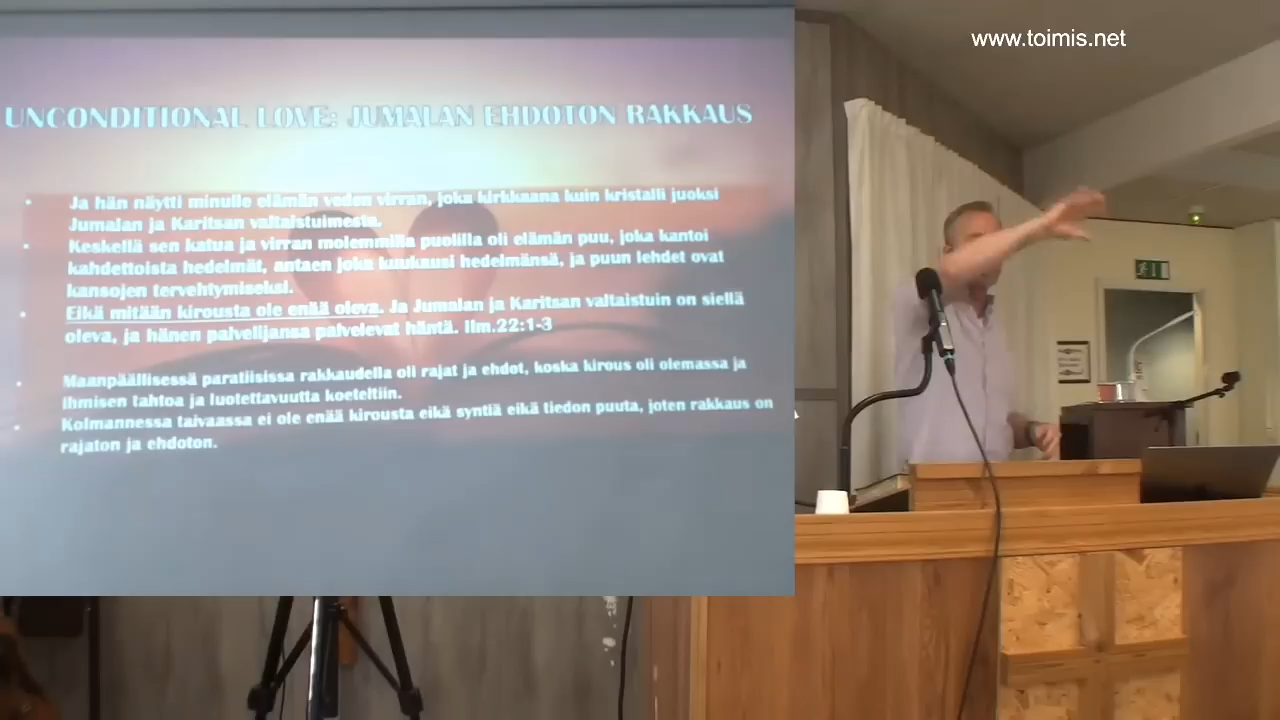 www.toimis.net
UNCONDITIONAL LOVE: JUMALAN EHDOTON RAKKAUS
• Ja hän näytti minulle elämän veden virran, joka kirkkaana kuin kristalli juoksi
Jumalan ja Karitsan valtaistuimesta.
• Keskellä sen katua ja virran molemmilla puolilla oli elämän puu, joka kantoi
kahdettoista hedelmät, antaen joka kuukausi hedelmänsä, ja puun lehdet ovat
kansojen tervehtymiseksi.
• Eikä mitään kirousta ole enää oleva. Ja Jumalan ja Karitsan valtaistuin on siellä
oleva, ja hänen palvelijansa palvelevat häntä. Ilm.22:1-3
• Maanpäällisessä paratiisissa rakkaudella oli rajat ja ehdot, koska kirous oli olemassa ja
ihmisen tahtoa ja luotettavuutta koeteltiin.
• Kolmannessa taivaassa ei ole enää kirousta eikä syntiä eikä tiedon puuta, joten rakkaus on
rajaton ja ehdoton.